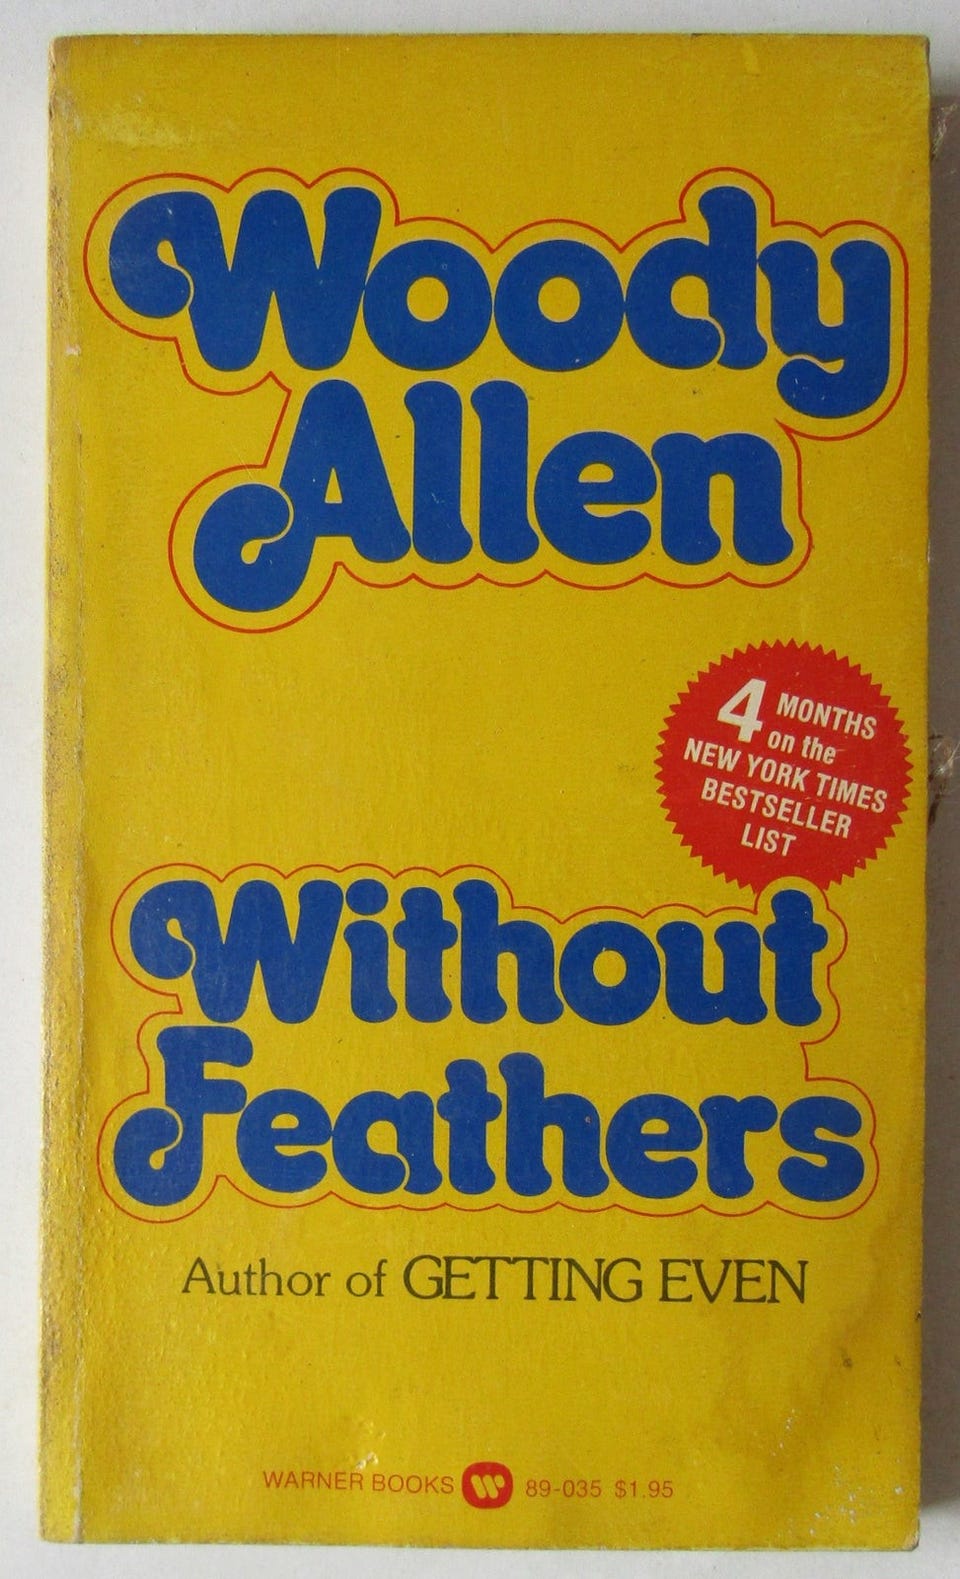 Woody
Allen
4 MONTHS
on the
NEW YORK TIMES
BESTSELLER
LIST
Without
Feathers
Author of GETTING EVEN
WARNER BOOKS W 89-035 $1.95